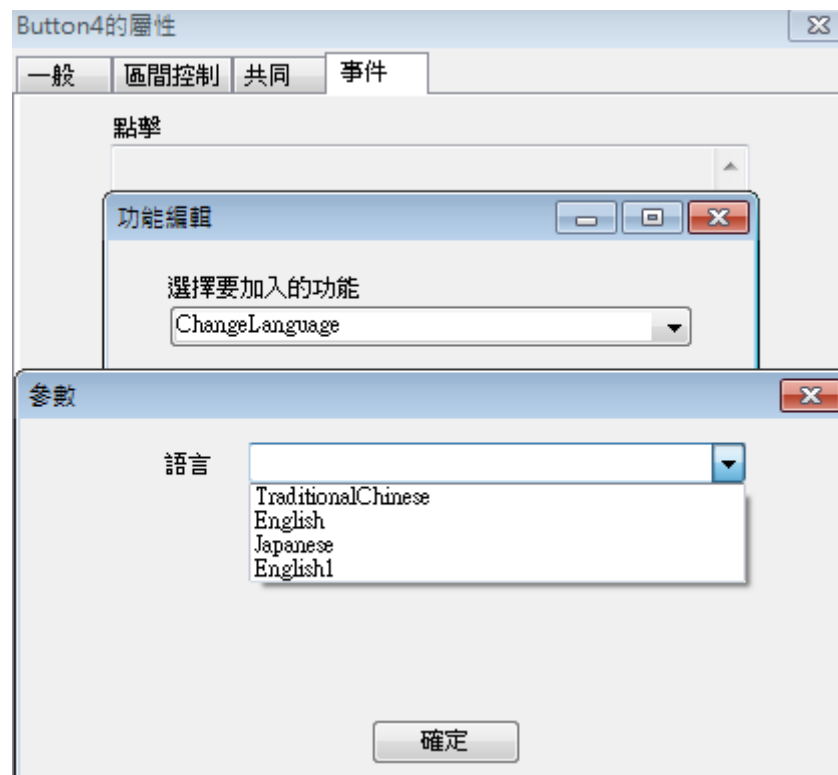 Button4的屬性
一般 區間控制 共同 事件
點擊
功能編輯
選擇要加入的功能
ChangeLanguage
參數
語言
TraditionalChinese
English
Japanese
English1
確定